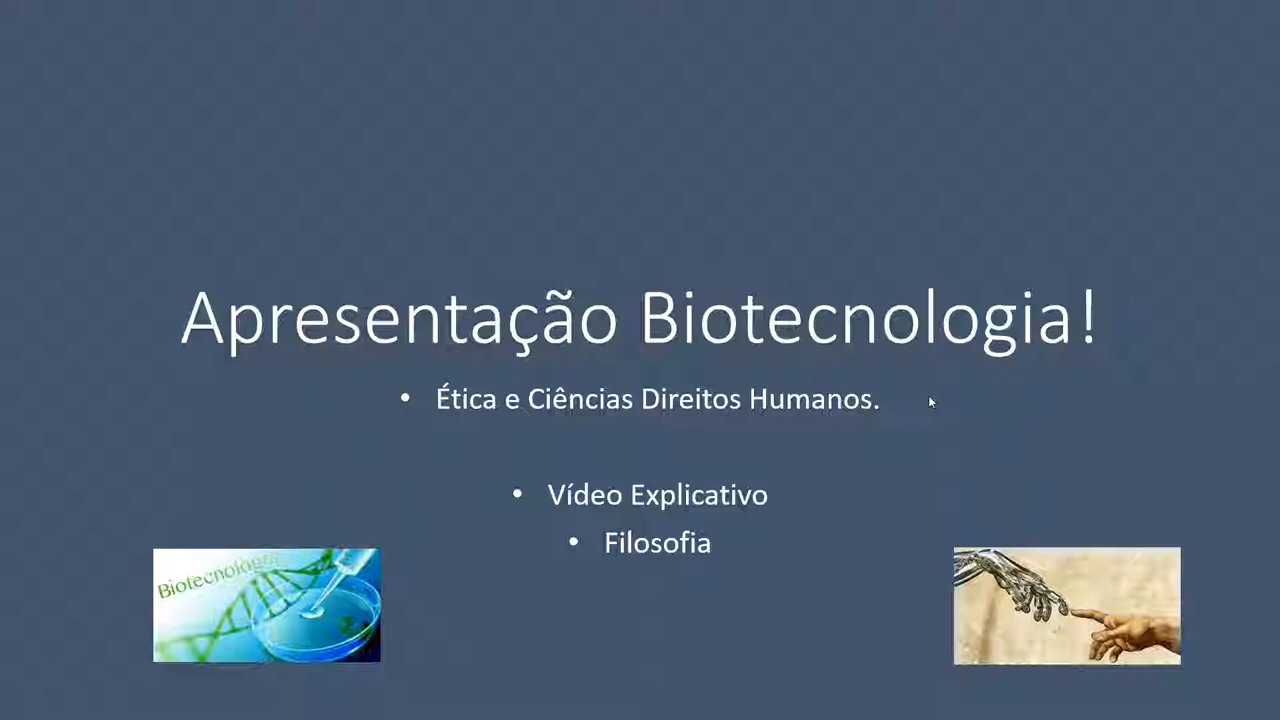 Apresentação Biotecnologia!
• Ética e Ciências Direitos Humanos.
• Vídeo Explicativo
• Filosofia
Biotecnologia